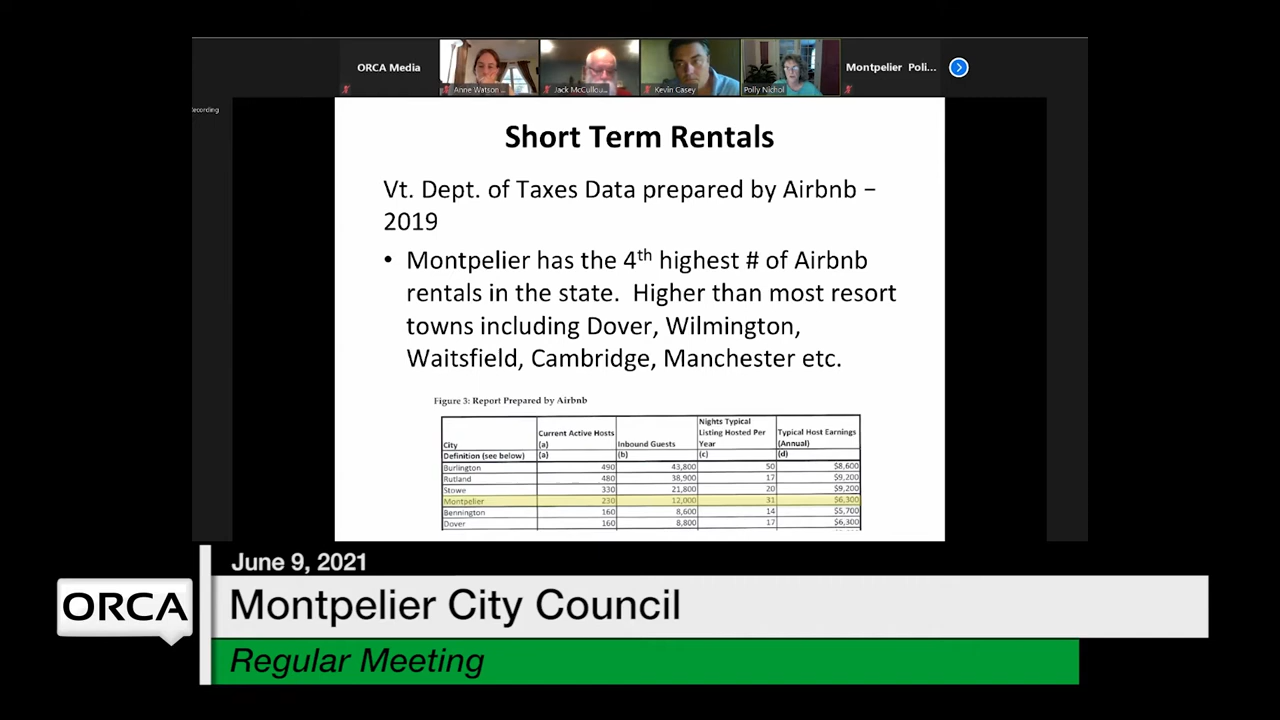 ORCA Media
Anne Watson ...
Jack McCullou...
Kevin Casey
Polly Nichol
Montpelier Poli...
ecording
Short Term Rentals
Vt. Dept. of Taxes Data prepared by Airbnb –
2019
• Montpelier has the 4th highest # of Airbnb
rentals in the state. Higher than most resort
towns including Dover, Wilmington,
Waitsfield, Cambridge, Manchester etc.
Figure 3: Report Prepared by Airbnb
City Current Active Hosts (a) Inbound Guests Nights Typical Listing Hosted Per Year Typical Host Earnings (Annual)
Definition (see below) (a) (b) (c) (d)
Burlington 490 43,800 50 $8,600
Rutland 480 38,900 17 $9,200
Stowe 330 21,800 20 $9,200
Montpelier 230 12,000 31 $6,300
Bennington 160 8,600 14 $5,700
Dover 160 8,800 17 $6,300
June 9, 2021
ORCA
Montpelier City Council
Regular Meeting